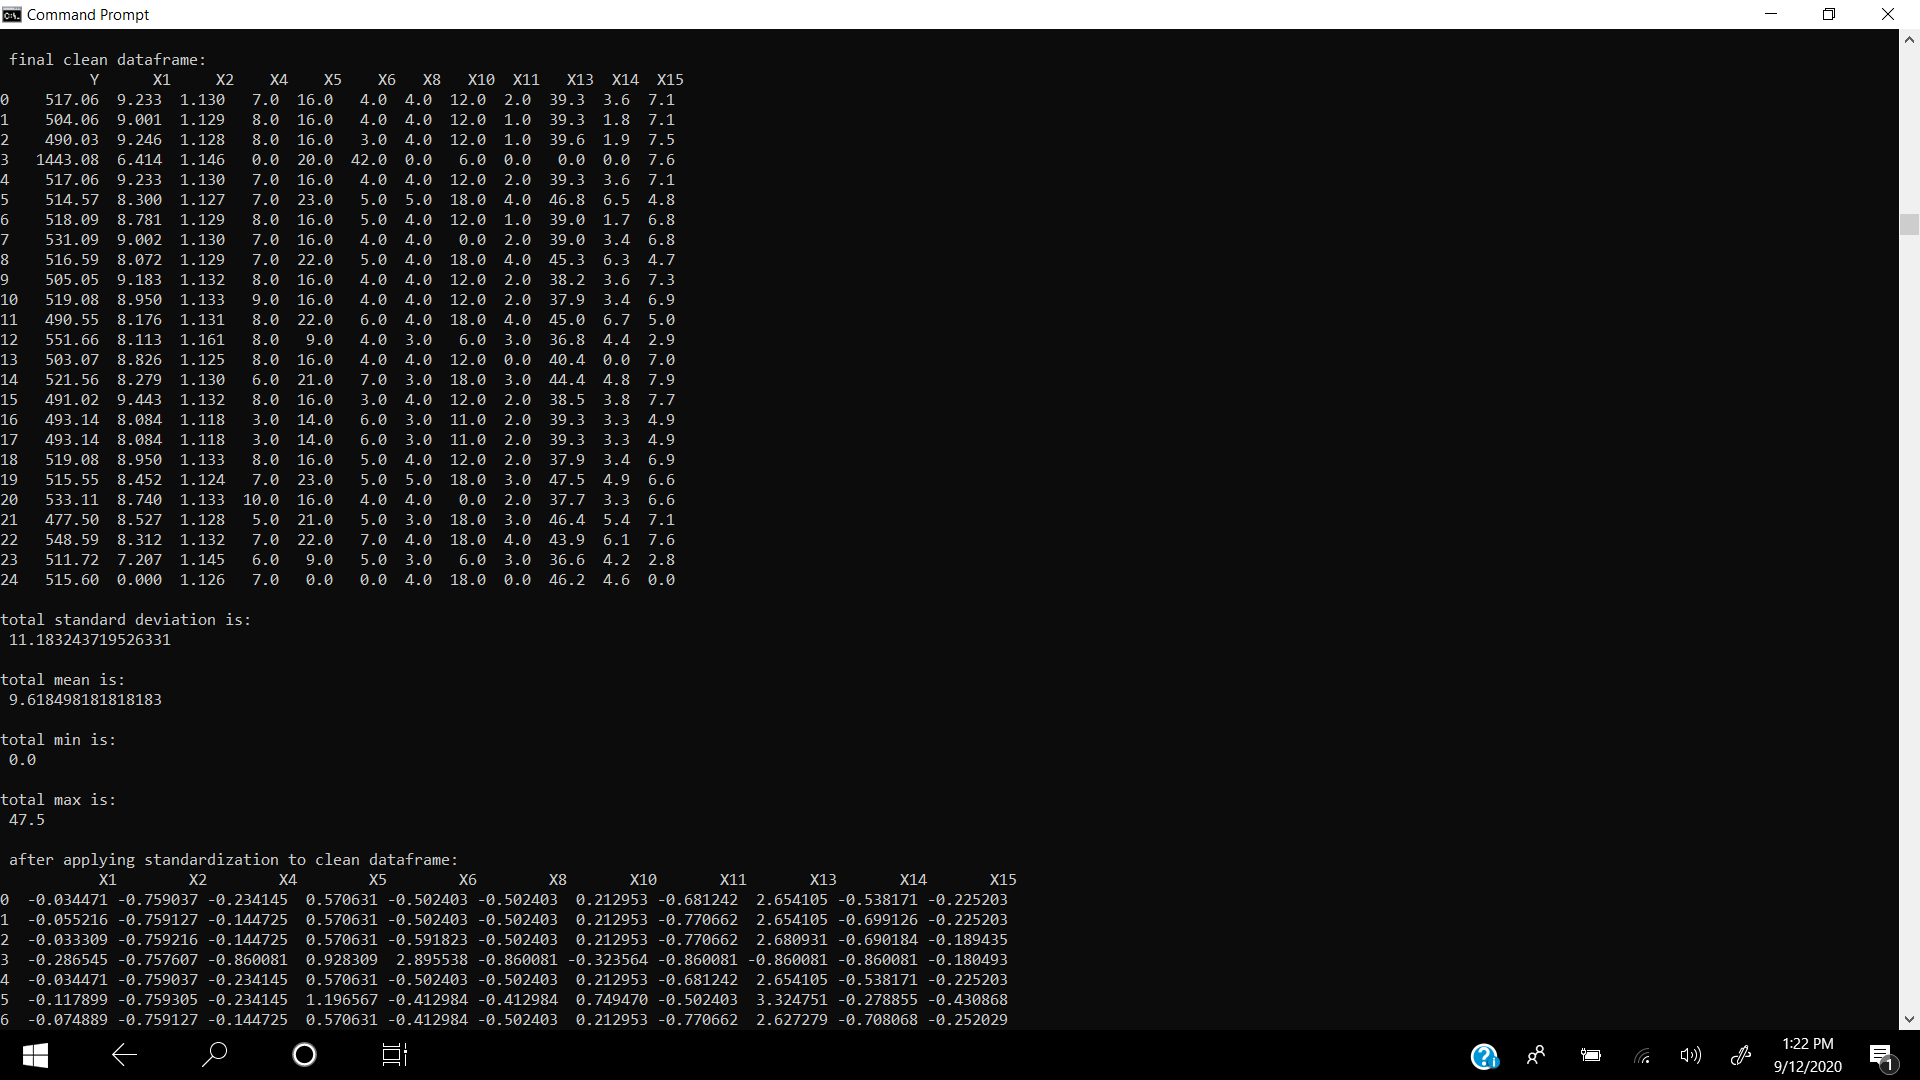 Command Prompt
final clean dataframe:
Y X1 X2 X4 X5 X6 X8 X10 X11 X13 X14 X15
0 517.06 9.233 1.130 7.0 16.0 4.0 4.0 12.0 2.0 39.3 3.6 7.1
1 504.06 9.001 1.129 8.0 16.0 4.0 4.0 12.0 1.0 39.3 1.8 7.1
2 490.03 9.246 1.128 8.0 16.0 3.0 4.0 12.0 1.0 39.6 1.9 7.5
3 1443.08 6.414 1.146 0.0 20.0 42.0 0.0 6.0 0.0 0.0 0.0 7.6
4 517.06 9.233 1.130 7.0 16.0 4.0 4.0 12.0 2.0 39.3 3.6 7.1
5 514.57 8.300 1.127 7.0 23.0 5.0 5.0 18.0 4.0 46.8 6.5 4.8
6 518.09 8.781 1.129 8.0 16.0 5.0 4.0 12.0 1.0 39.0 1.7 6.8
7 531.09 9.002 1.130 7.0 16.0 4.0 4.0 0.0 2.0 39.0 3.4 6.8
8 516.59 8.072 1.129 7.0 22.0 5.0 4.0 18.0 4.0 45.3 6.3 4.7
9 505.05 9.183 1.132 8.0 16.0 4.0 4.0 12.0 2.0 38.2 3.6 7.3
10 519.08 8.950 1.133 9.0 16.0 4.0 4.0 12.0 2.0 37.9 3.4 6.9
11 490.55 8.176 1.131 8.0 22.0 6.0 4.0 18.0 4.0 45.0 6.7 5.0
12 551.66 8.113 1.161 8.0 9.0 4.0 3.0 6.0 3.0 36.8 4.4 2.9
13 503.07 8.826 1.125 8.0 16.0 4.0 4.0 12.0 0.0 40.4 0.0 7.0
14 521.56 8.279 1.130 6.0 21.0 7.0 3.0 18.0 3.0 44.4 4.8 7.9
15 491.02 9.443 1.132 8.0 16.0 3.0 4.0 12.0 2.0 38.5 3.8 7.7
16 493.14 8.084 1.118 3.0 14.0 6.0 3.0 11.0 2.0 39.3 3.3 4.9
17 493.14 8.084 1.118 3.0 14.0 6.0 3.0 11.0 2.0 39.3 3.3 4.9
18 519.08 8.950 1.133 8.0 16.0 5.0 4.0 12.0 2.0 37.9 3.4 6.9
19 515.55 8.452 1.124 7.0 23.0 5.0 5.0 18.0 3.0 47.5 4.9 6.6
20 533.11 8.740 1.133 10.0 16.0 4.0 4.0 0.0 2.0 37.7 3.3 6.6
21 477.50 8.527 1.128 5.0 21.0 5.0 3.0 18.0 3.0 46.4 5.4 7.1
22 548.59 8.312 1.132 7.0 22.0 7.0 4.0 18.0 4.0 43.9 6.1 7.6
23 511.72 7.207 1.145 6.0 9.0 5.0 3.0 6.0 3.0 36.6 4.2 2.8
24 515.60 0.000 1.126 7.0 0.0 0.0 4.0 18.0 0.0 46.2 4.6 0.0
total standard deviation is:
11.183243719526331
total mean is:
9.618498181818183
total min is:
0.0
total max is:
47.5
after applying standardization to clean dataframe:
X1 X2 X4 X5 X6 X8 X10 X11 X13 X14 X15
0 -0.034471 -0.759037 -0.234145 0.570631 -0.502403 -0.502403 0.212953 -0.681242 2.654105 -0.538171 -0.225203
1 -0.055216 -0.759127 -0.144725 0.570631 -0.502403 -0.502403 0.212953 -0.770662 2.654105 -0.699126 -0.225203
2 -0.033309 -0.759216 -0.144725 0.570631 -0.591823 -0.502403 0.212953 -0.770662 2.680931 -0.690184 -0.189435
3 -0.286545 -0.757607 -0.860081 0.928309 2.895538 -0.860081 -0.323564 -0.860081 -0.860081 -0.860081 -0.180493
4 -0.034471 -0.759037 -0.234145 0.570631 -0.502403 -0.502403 0.212953 -0.681242 2.654105 -0.538171 -0.225203
5 -0.117899 -0.759305 -0.234145 1.196567 -0.412984 -0.412984 0.749470 -0.502403 3.324751 -0.278855 -0.430868
6 -0.074889 -0.759127 -0.144725 0.570631 -0.412984 -0.502403 0.212953 -0.770662 2.627279 -0.708068 -0.252029
1:22 PM
9/12/2020
1